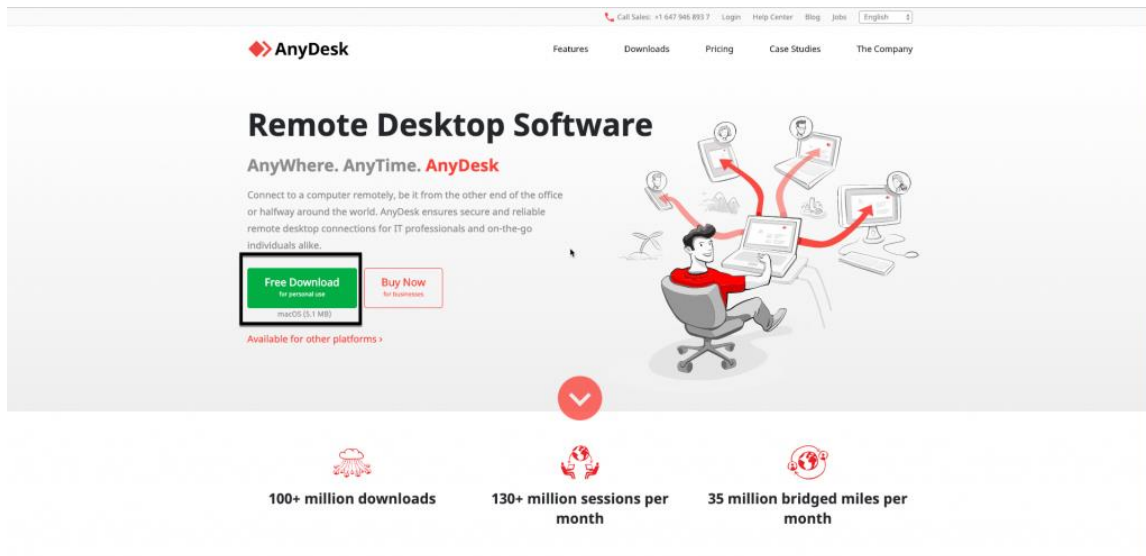 Call Sales: +1 647 946 893 7 Login Help Center Blog Jobs English
AnyDesk
Features Downloads Pricing Case Studies The Company
Remote Desktop Software
AnyWhere. AnyTime. AnyDesk
Connect to a computer remotely, be it from the other end of the office
or halfway around the world. AnyDesk ensures secure and reliable
remote desktop connections for IT professionals and on-the-go
individuals alike.
Free Download
for personal use
Buy Now
for businesses
macOS (5.1 MB)
Available for other platforms ›
100+ million downloads
130+ million sessions per
month
35 million bridged miles per
month